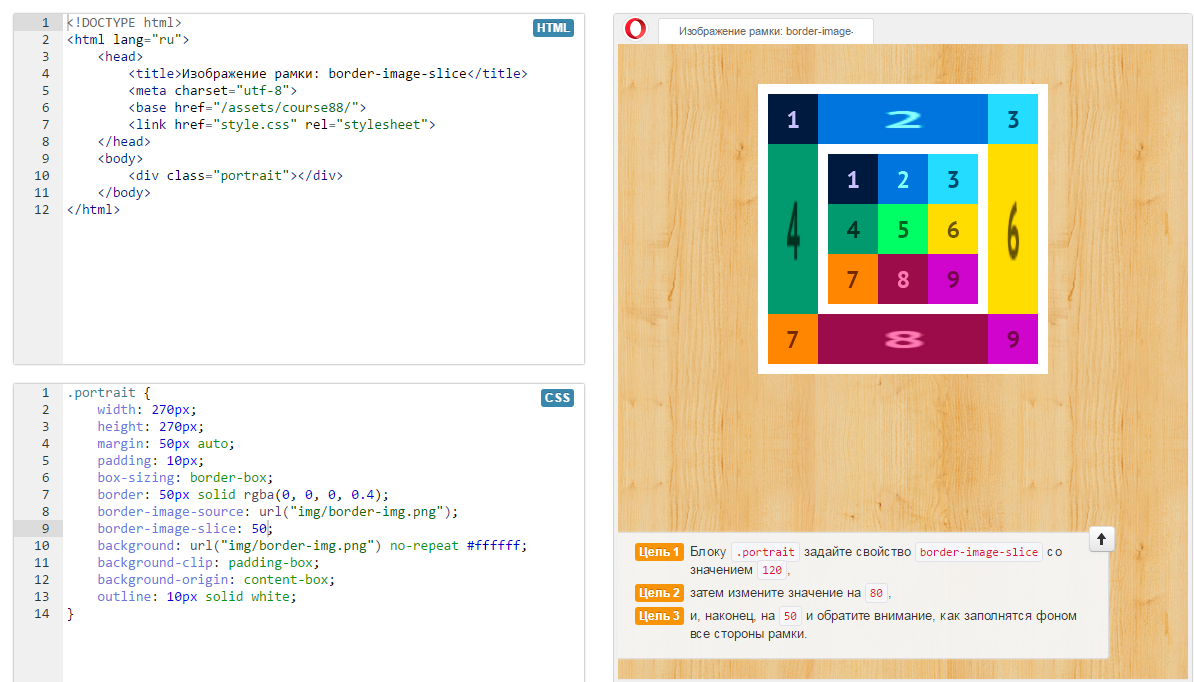 1 <!DOCTYPE html>
HTML
2 <html lang="ru">
3 <head>
4 <title>Изображение рамки: border-image-slice</title>
5 <meta charset="utf-8">
6 <base href="/assets/course88/">
7 <link href="style.css" rel="stylesheet">
8 </head>
9 <body>
10 <div class="portrait"></div>
11 </body>
12 </html>
1 .portrait {
CSS
2 width: 270px;
3 height: 270px;
4 margin: 50px auto;
5 padding: 10px;
6 box-sizing: border-box;
7 border: 50px solid rgba(0, 0, 0, 0.4);
8 border-image-source: url("img/border-img.png");
9 border-image-slice: 50;
10 background: url("img/border-img.png") no-repeat #ffffff;
11 background-clip: padding-box;
12 background-origin: content-box;
13 outline: 10px solid white;
14 }
Изображение рамки: border-image-
1 2 3
1 2 3
4 4 5 6 6
7 8 9
7 8 9
Цель 1 Блоку .portrait задайте свойство border-image-slice со
значением 120,
Цель 2 затем измените значение на 80,
Цель 3 и, наконец, на 50 и обратите внимание, как заполнятся фоном
все стороны рамки.